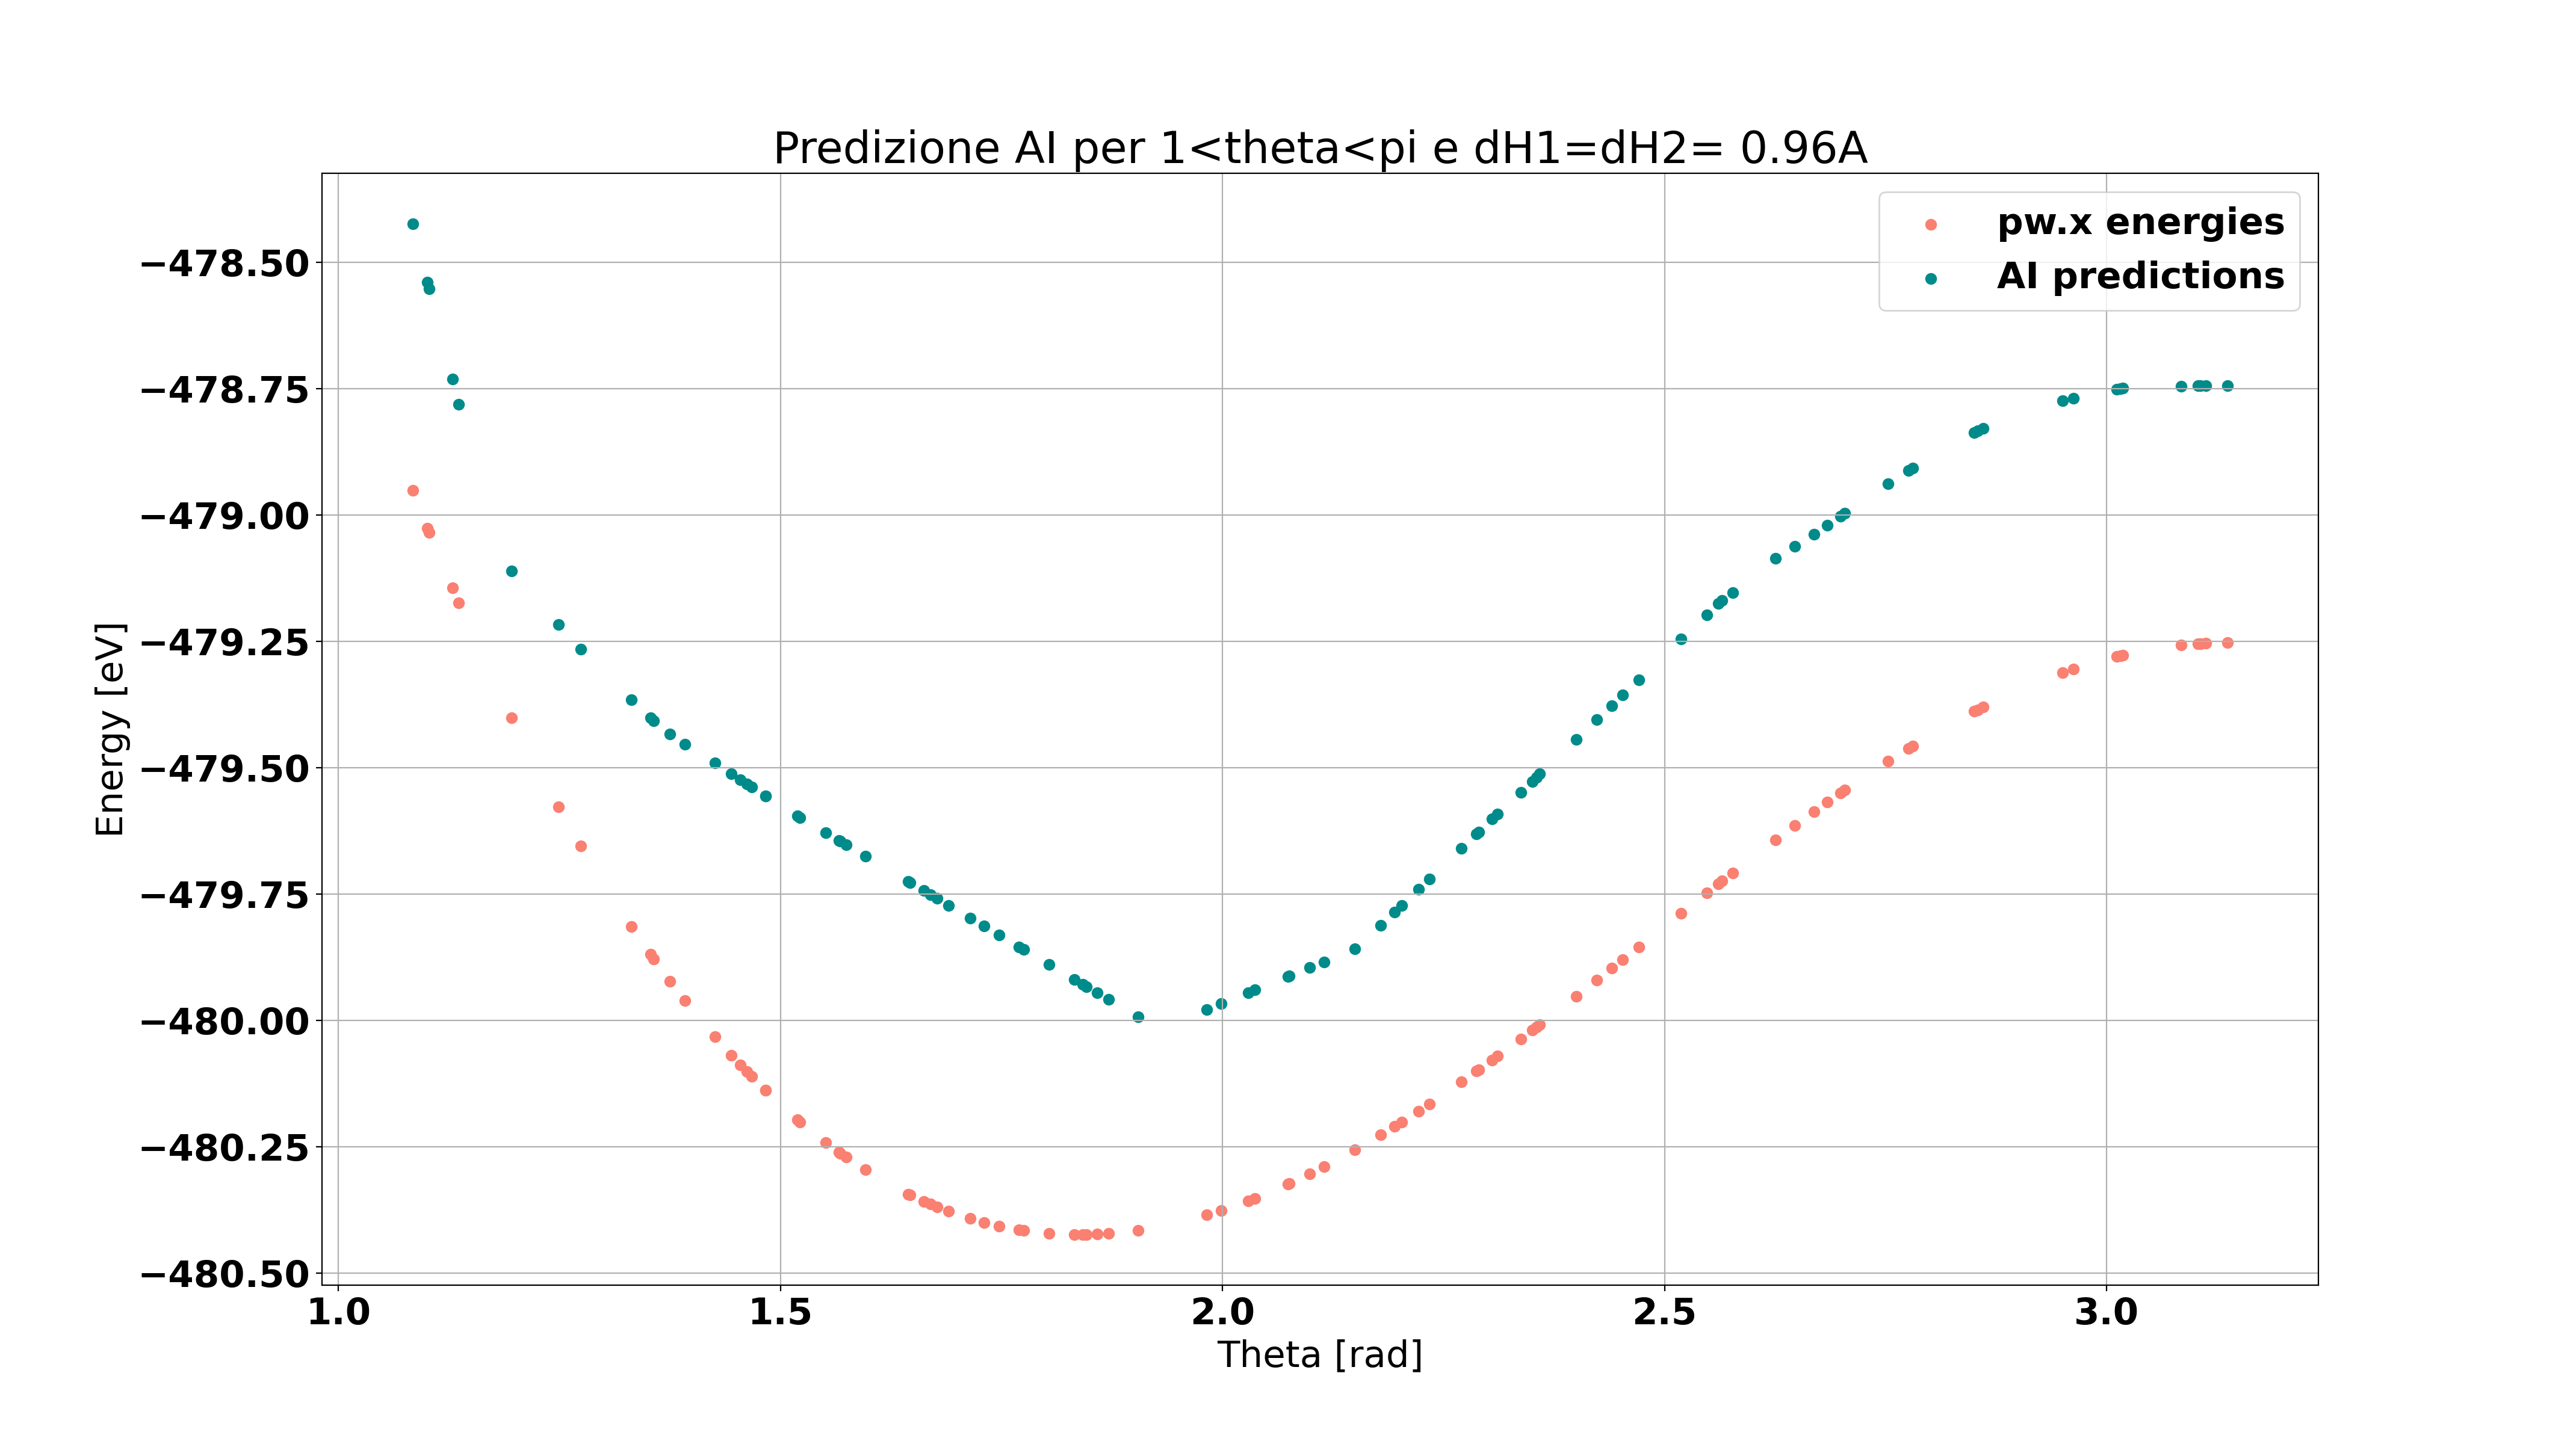 Predizione AI per 1<theta<pi e dH1=dH2= 0.96A
pw.x energies
AI predictions
Energy [eV]
−478.50
−478.75
−479.00
−479.25
−479.50
−479.75
−480.00
−480.25
−480.50
1.0 1.5 2.0 2.5 3.0
Theta [rad]